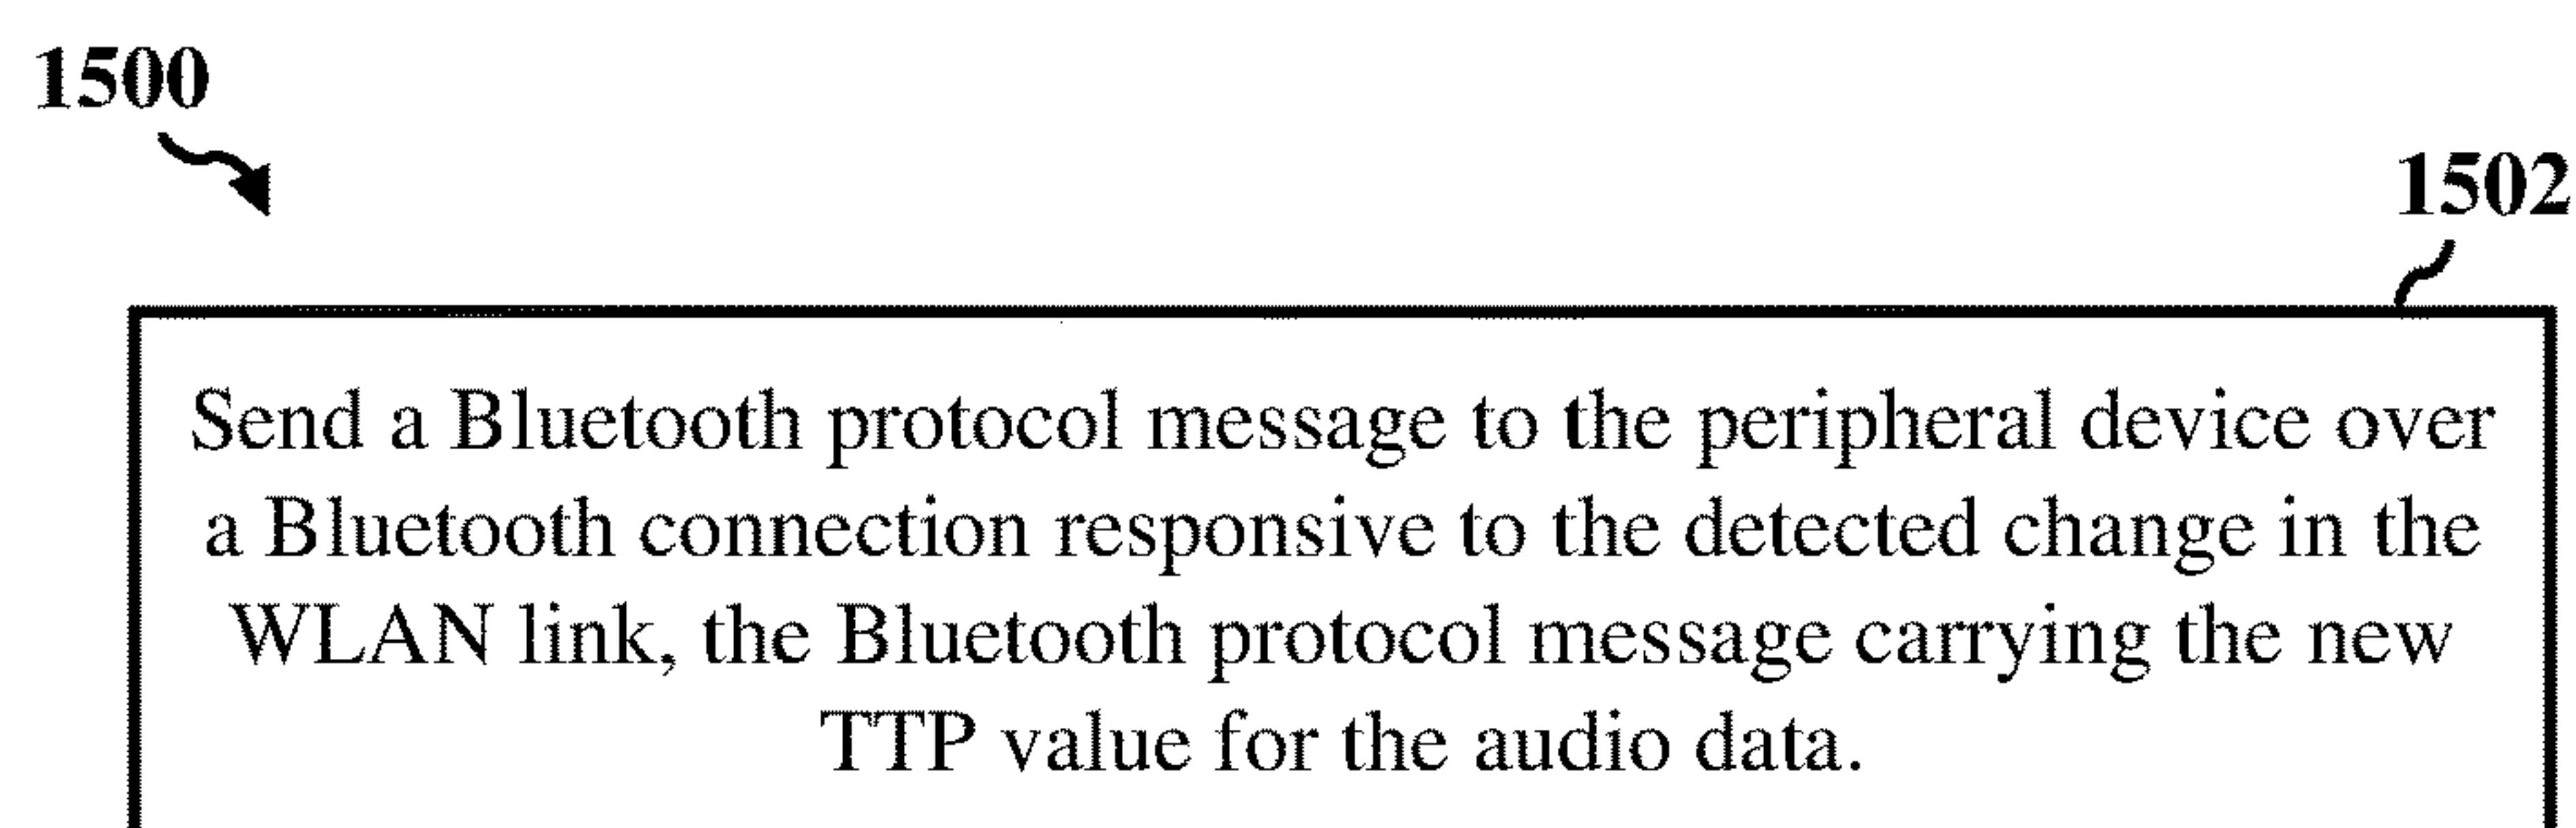 1500
1502
Send a Bluetooth protocol message to the peripheral device over
a Bluetooth connection responsive to the detected change in the
WLAN link, the Bluetooth protocol message carrying the new
TTP value for the audio data.